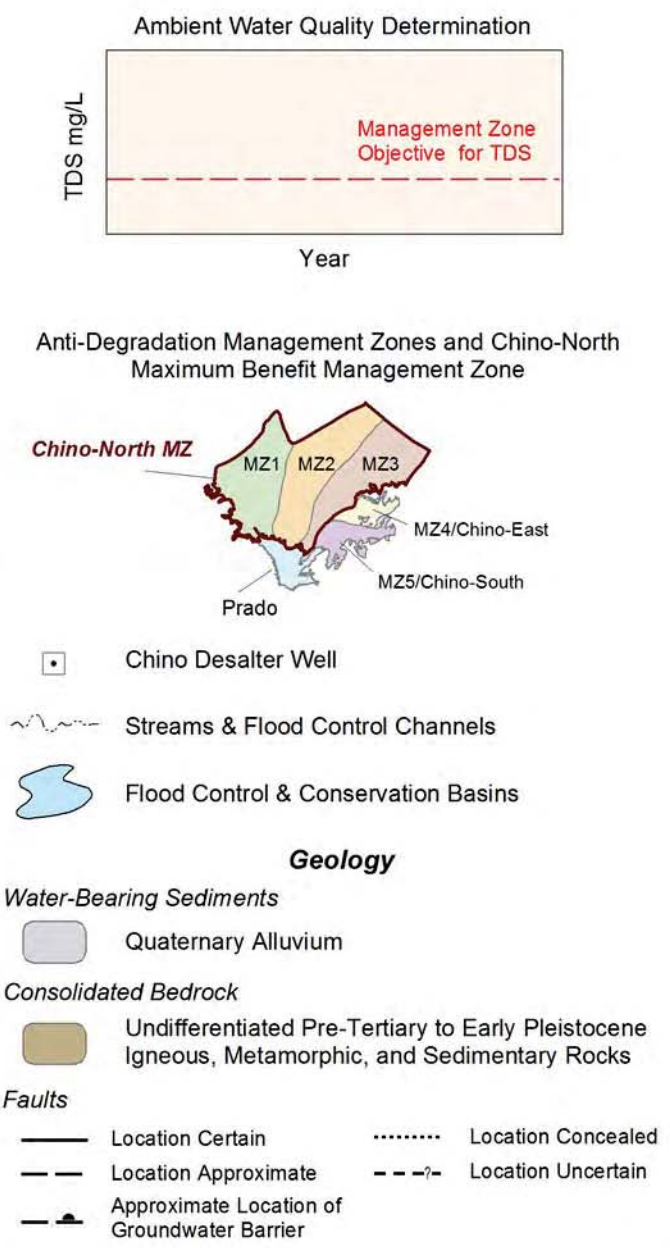 Ambient Water Quality Determination
TDS mg/L
Management Zone
Objective for TDS
Year
Anti-Degradation Management Zones and Chino-North
Maximum Benefit Management Zone
Chino-North MZ
MZ1
MZ2
MZ3
MZ4/Chino-East
MZ5/Chino-South
Prado
Chino Desalter Well
Streams & Flood Control Channels
Flood Control & Conservation Basins
Geology
Water-Bearing Sediments
Quaternary Alluvium
Consolidated Bedrock
Undifferentiated Pre-Tertiary to Early Pleistocene
Igneous, Metamorphic, and Sedimentary Rocks
Faults
Location Certain
Location Concealed
Location Approximate
?
Location Uncertain
Approximate Location of
Groundwater Barrier